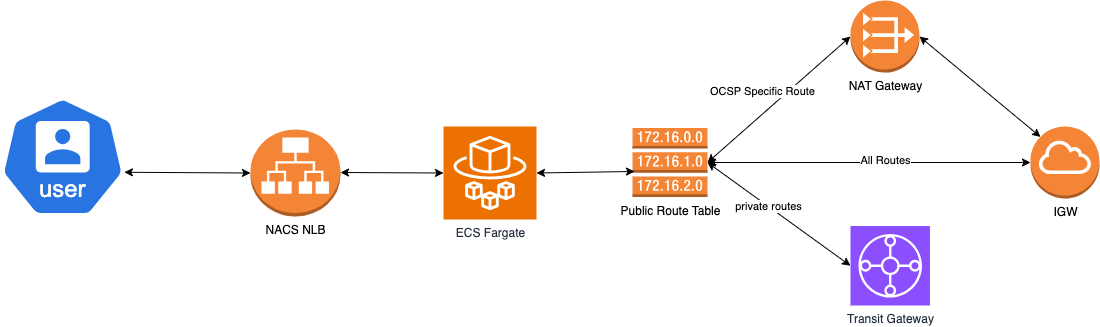 user
NACS NLB
ECS Fargate
172.16.0.0
172.16.1.0
172.16.2.0
Public Route Table
OCSP Specific Route
All Routes
private routes
NAT Gateway
IGW
Transit Gateway